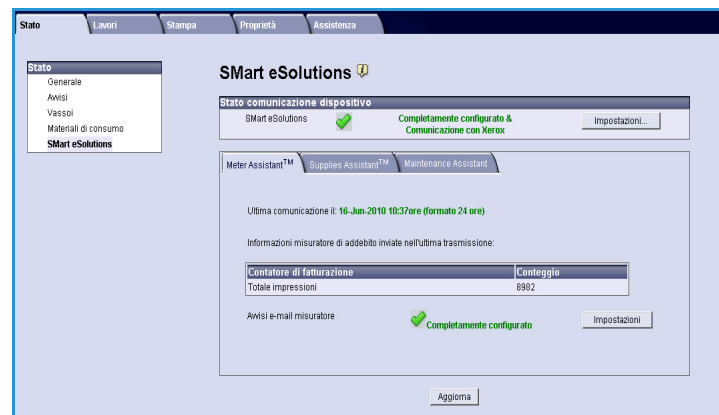 Stato Lavori Stampa Proprietà Assistenza
Stato
Generale
Avvisi
Vassoi
Materiali di consumo
SMart eSolutions
SMart eSolutions
Stato comunicazione dispositivo
SMart eSolutions Completamente configurato & Impostazioni...
Comunicazione con Xerox
Meter Assistant™ Supplies Assistant™ Maintenance Assistant
Ultima comunicazione il: 16-Jun-2010 10:37ore (formato 24 ore)
Informazioni misuratore di addebito inviate nell'ultima trasmissione:
Contatore di fatturazione Conteggio
Totale impressioni 8982
Avvisi e-mail misuratore Completamente configurato Impostazioni
Aggiorna